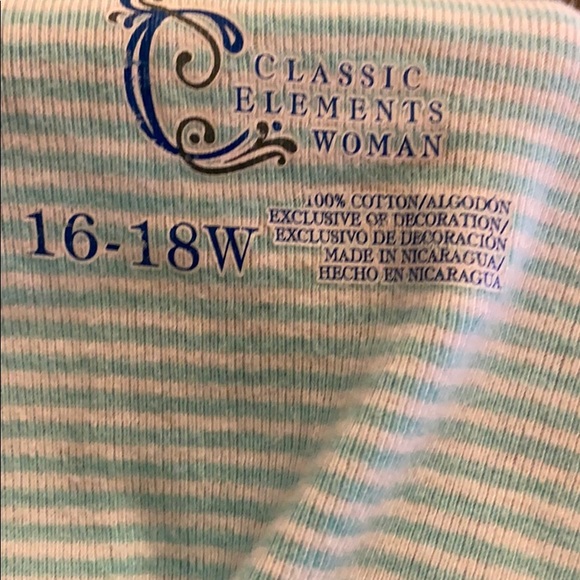 CLASSIC
ELEMENTS
WOMAN
16-18W
100% COTTON/ALGODON
EXCLUSIVE OF DECORATION/
EXCLUSIVO DE DECORACIÓN
MADE IN NICARAGUA/
HECHO EN NICARAGUA